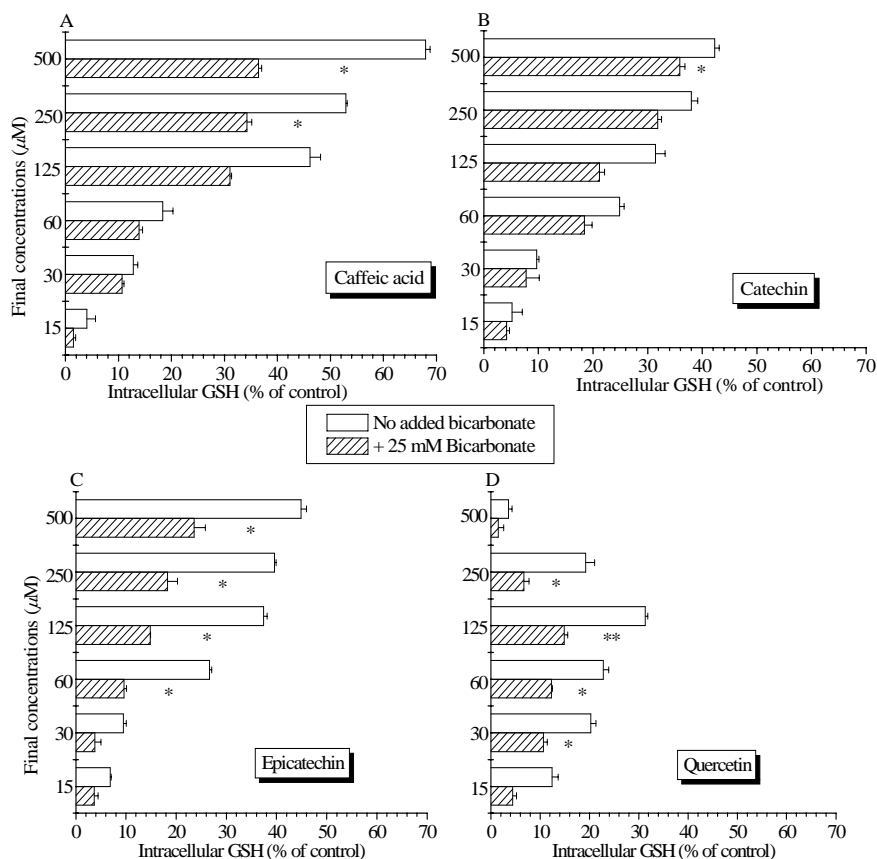 A
Final concentrations (μM)
500
*
250
*
125
60
30
15
Caffeic acid
0 10 20 30 40 50 60 70
Intracellular GSH (% of control)
B
500
*
250
125
60
30
15
Catechin
0 10 20 30 40 50 60 70
Intracellular GSH (% of control)
No added bicarbonate
+ 25 mM Bicarbonate
C
Final concentrations (μM)
500
*
250
*
125
*
60
*
30
15
Epicatechin
0 10 20 30 40 50 60 70
Intracellular GSH (% of control)
D
500
250
*
125
**
60
*
30
*
15
Quercetin
0 10 20 30 40 50 60 70
Intracellular GSH (% of control)